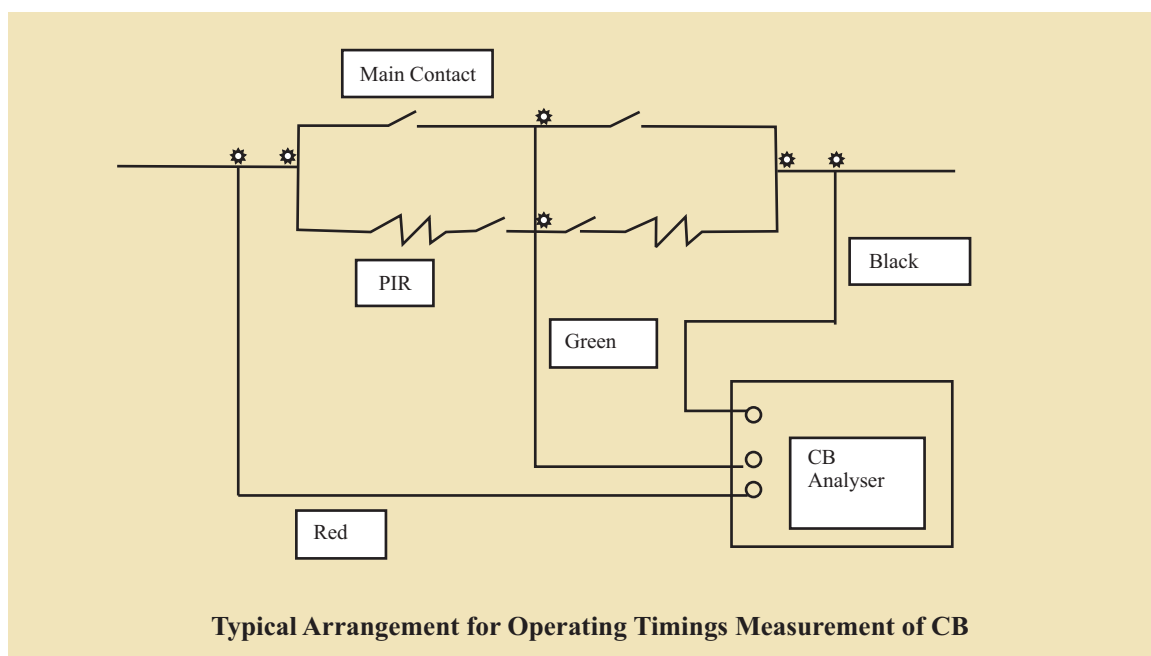 Main Contact
PIR
Black
Green
CB
Analyser
Red
Typical Arrangement for Operating Timings Measurement of CB